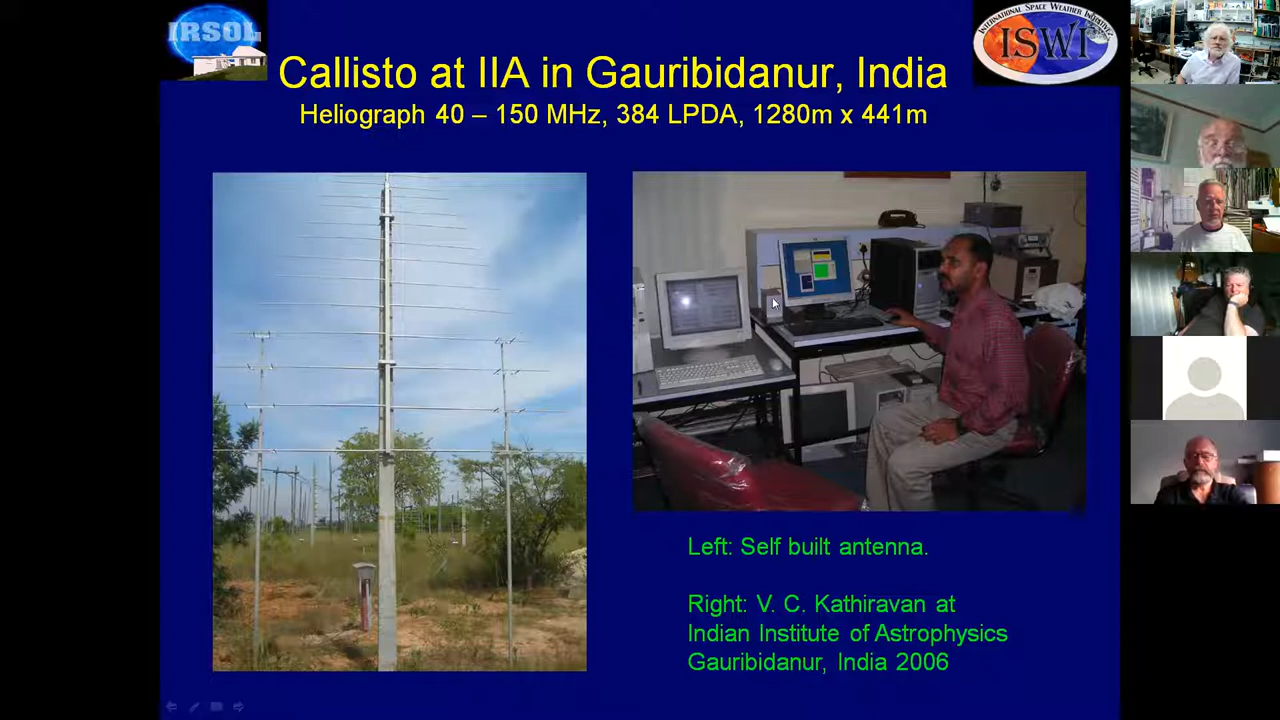 IRSOL
INTERNATIONAL SPACE WEATHER INITIATIVE
ISWI
Callisto at IIA in Gauribidanur, India
Heliograph 40 – 150 MHz, 384 LPDA, 1280m x 441m
Left: Self built antenna.
Right: V. C. Kathiravan at
Indian Institute of Astrophysics
Gauribidanur, India 2006